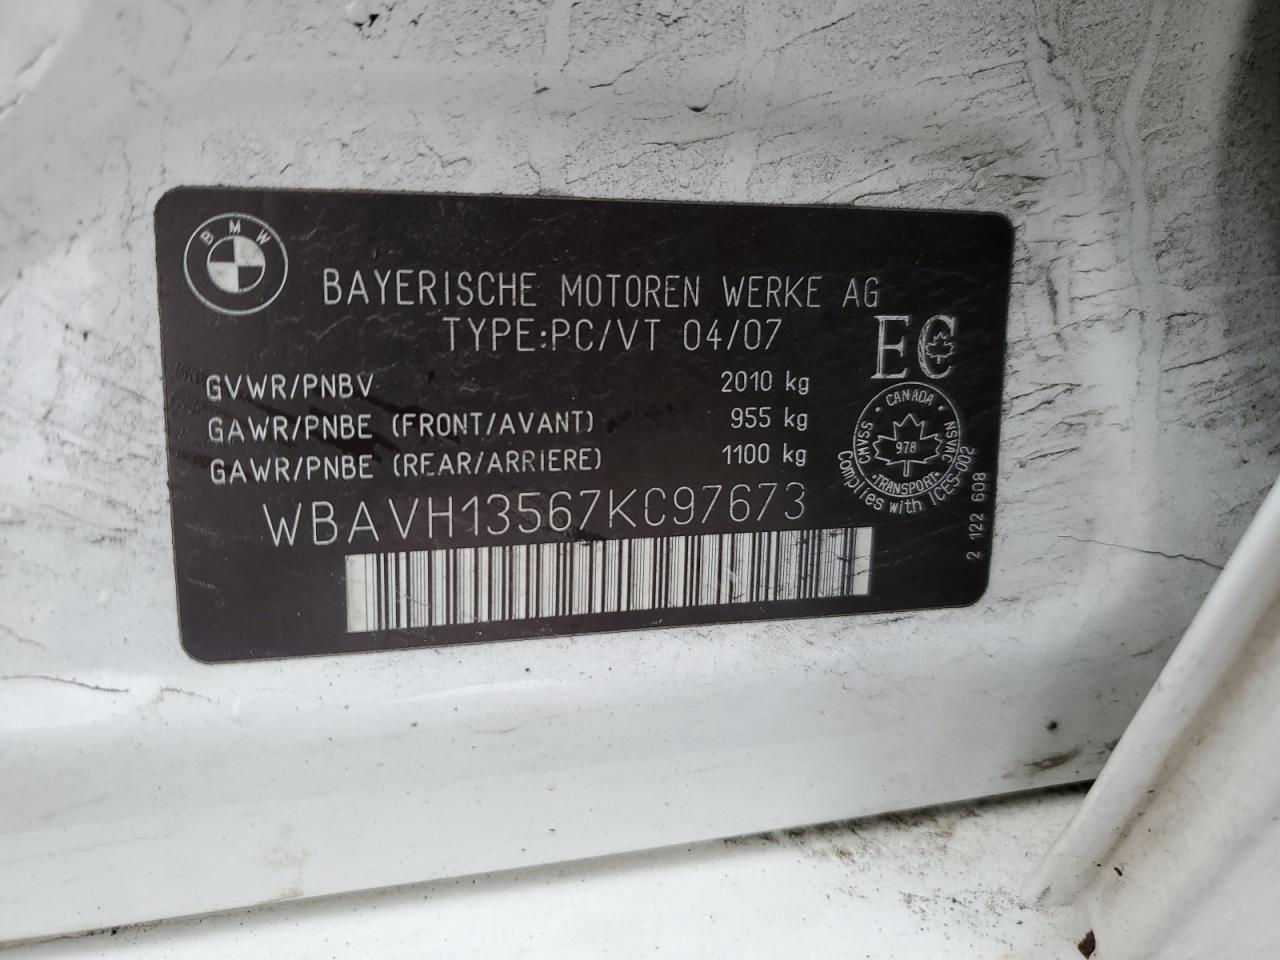 BMW
BAYERISCHE MOTOREN WERKE AG
TYPE:PC/VT 04/07
EC
GVWR/PNBV 2010 kg
GAWR/PNBE (FRONT/AVANT) 955 kg
GAWR/PNBE (REAR/ARRIERE) 1100 kg
WBAVH13567KC97673
· CANADA ·
CMVSS
NSVAC
978
·TRANSPORT·
Complies with ICES-002
2 122 608